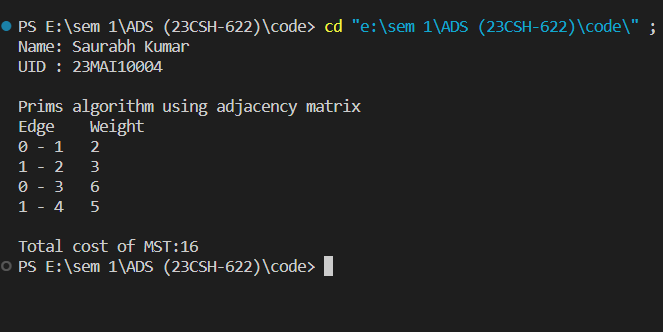 PS E:\sem 1\ADS (23CSH-622)\code> cd "e:\sem 1\ADS (23CSH-622)\code\" ;
Name: Saurabh Kumar
UID : 23MAI10004
Prims algorithm using adjacency matrix
Edge    Weight
0 - 1   2
1 - 2   3
0 - 3   6
1 - 4   5
Total cost of MST:16
PS E:\sem 1\ADS (23CSH-622)\code>